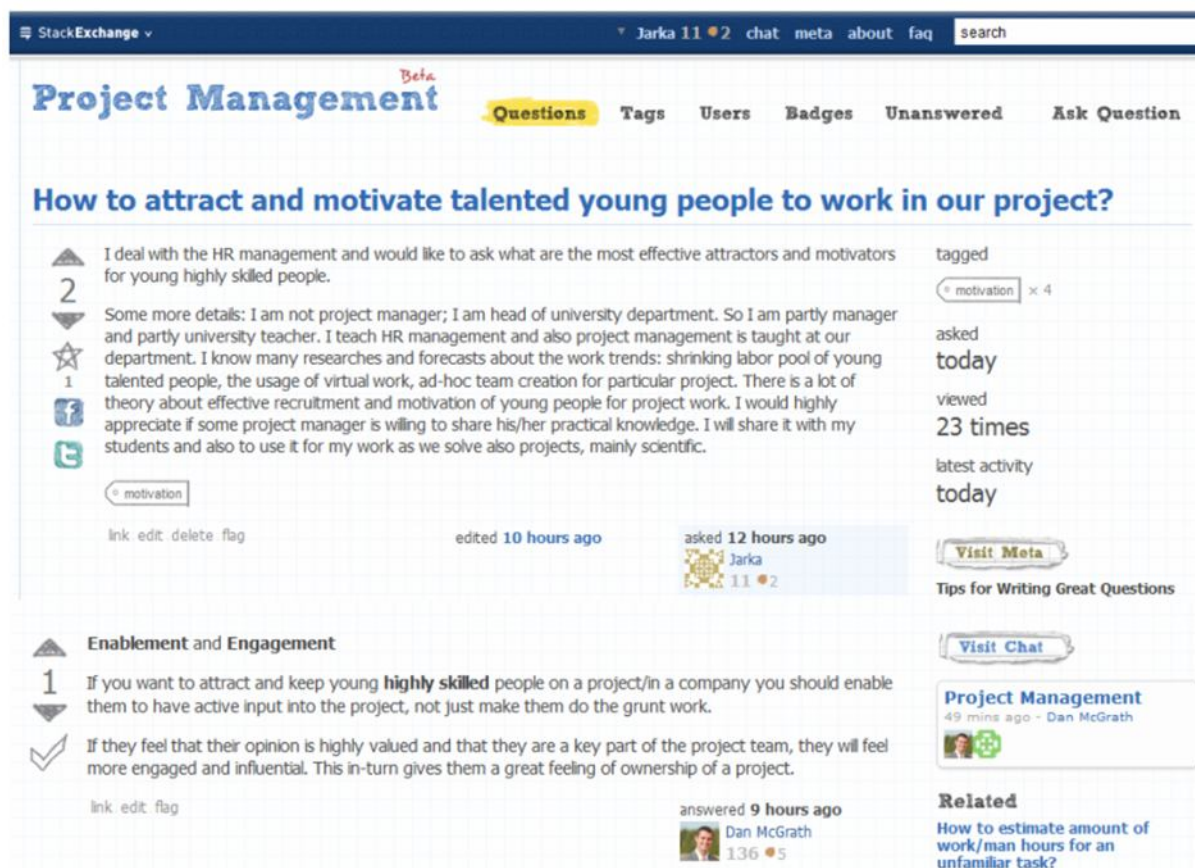 StackExchange
Jarka 11 2 chat meta about faq search
Beta
Project Management
Questions Tags Users Badges Unanswered Ask Question
How to attract and motivate talented young people to work in our project?
2
1
I deal with the HR management and would like to ask what are the most effective attractors and motivators
for young highly skilled people.
Some more details: I am not project manager; I am head of university department. So I am partly manager
and partly university teacher. I teach HR management and also project management is taught at our
department. I know many researches and forecasts about the work trends: shrinking labor pool of young
talented people, the usage of virtual work, ad-hoc team creation for particular project. There is a lot of
theory about effective recruitment and motivation of young people for project work. I would highly
appreciate if some project manager is willing to share his/her practical knowledge. I will share it with my
students and also to use it for my work as we solve also projects, mainly scientific.
motivation
link edit delete flag
edited 10 hours ago
asked 12 hours ago
Jarka
11 2
tagged
motivation × 4
asked
today
viewed
23 times
latest activity
today
Visit Meta
Tips for Writing Great Questions
1
Enablement and Engagement
If you want to attract and keep young highly skilled people on a project/in a company you should enable
them to have active input into the project, not just make them do the grunt work.
If they feel that their opinion is highly valued and that they are a key part of the project team, they will feel
more engaged and influential. This in-turn gives them a great feeling of ownership of a project.
link edit flag
answered 9 hours ago
Dan McGrath
136 5
Visit Chat
Project Management
49 mins ago - Dan McGrath
Related
How to estimate amount of
work/man hours for an
unfamiliar task?